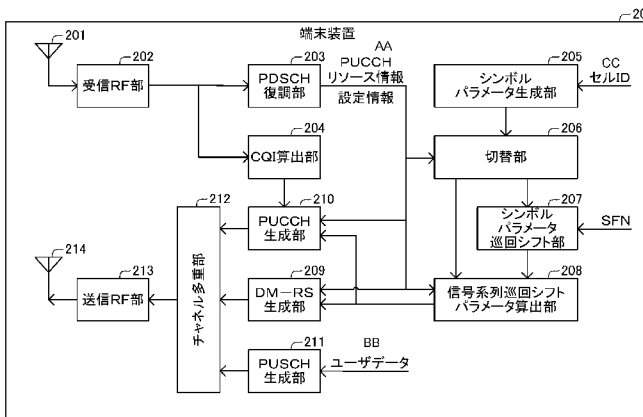 20
端末装置
201
202
受信RF部
203
PDSCH
復調部
AA
PUCCH
リソース情報
設定情報
205
シンボル
パラメータ生成部
CC
セルID
204
CQI算出部
206
切替部
212
チャネル多重部
210
PUCCH
生成部
207
シンボル
パラメータ
巡回シフト部
SFN
214
213
送信RF部
209
DM-RS
生成部
208
信号系列巡回シフト
パラメータ算出部
211
PUSCH
生成部
BB
ユーザデータ